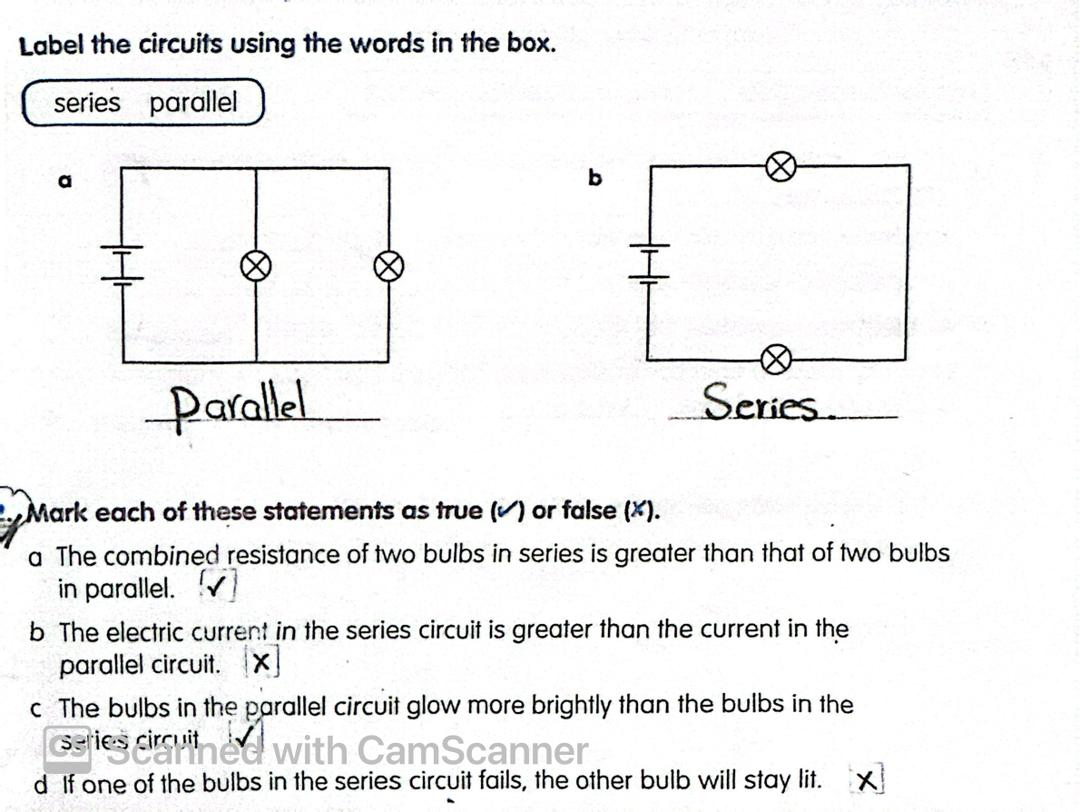 Label the circuits using the words in the box.
series parallel
a b
Parallel Series.
Mark each of these statements as true (✓) or false (X).
a The combined resistance of two bulbs in series is greater than that of two bulbs
in parallel. [✓]
b The electric current in the series circuit is greater than the current in the
parallel circuit. [X]
c The bulbs in the parallel circuit glow more brightly than the bulbs in the
series circuit [✓]
CS Scanned with CamScanner
d If one of the bulbs in the series circuit fails, the other bulb will stay lit. [X]